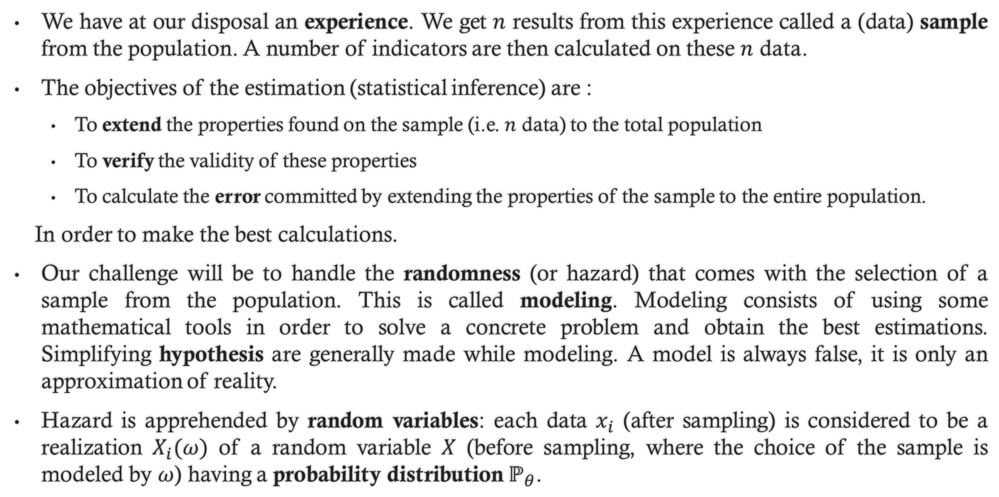 • We have at our disposal an experience. We get n results from this experience called a (data) sample
from the population. A number of indicators are then calculated on these n data.
• The objectives of the estimation (statistical inference) are :
• To extend the properties found on the sample (i.e. n data) to the total population
• To verify the validity of these properties
• To calculate the error committed by extending the properties of the sample to the entire population.
In order to make the best calculations.
• Our challenge will be to handle the randomness (or hazard) that comes with the selection of a
sample from the population. This is called modeling. Modeling consists of using some
mathematical tools in order to solve a concrete problem and obtain the best estimations.
Simplifying hypothesis are generally made while modeling. A model is always false, it is only an
approximation of reality.
• Hazard is apprehended by random variables: each data xᵢ (after sampling) is considered to be a
realization Xᵢ(ω) of a random variable X (before sampling, where the choice of the sample is
modeled by ω) having a probability distribution ℙ_θ.